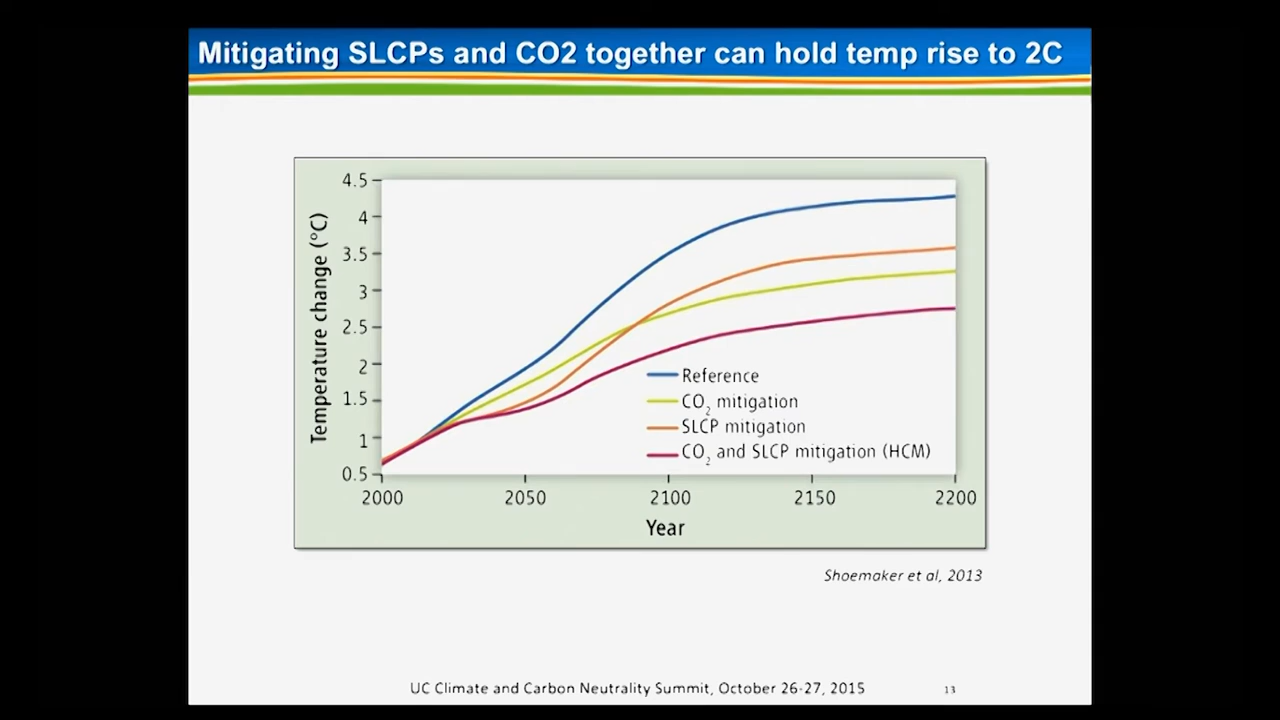 Mitigating SLCPs and CO2 together can hold temp rise to 2C
Temperature change (°C)
4.5
4
3.5
3
2.5
2
1.5
1
0.5
Reference
CO₂ mitigation
SLCP mitigation
CO₂ and SLCP mitigation (HCM)
2000 2050 2100 2150 2200
Year
Shoemaker et al, 2013
UC Climate and Carbon Neutrality Summit, October 26-27, 2015 13